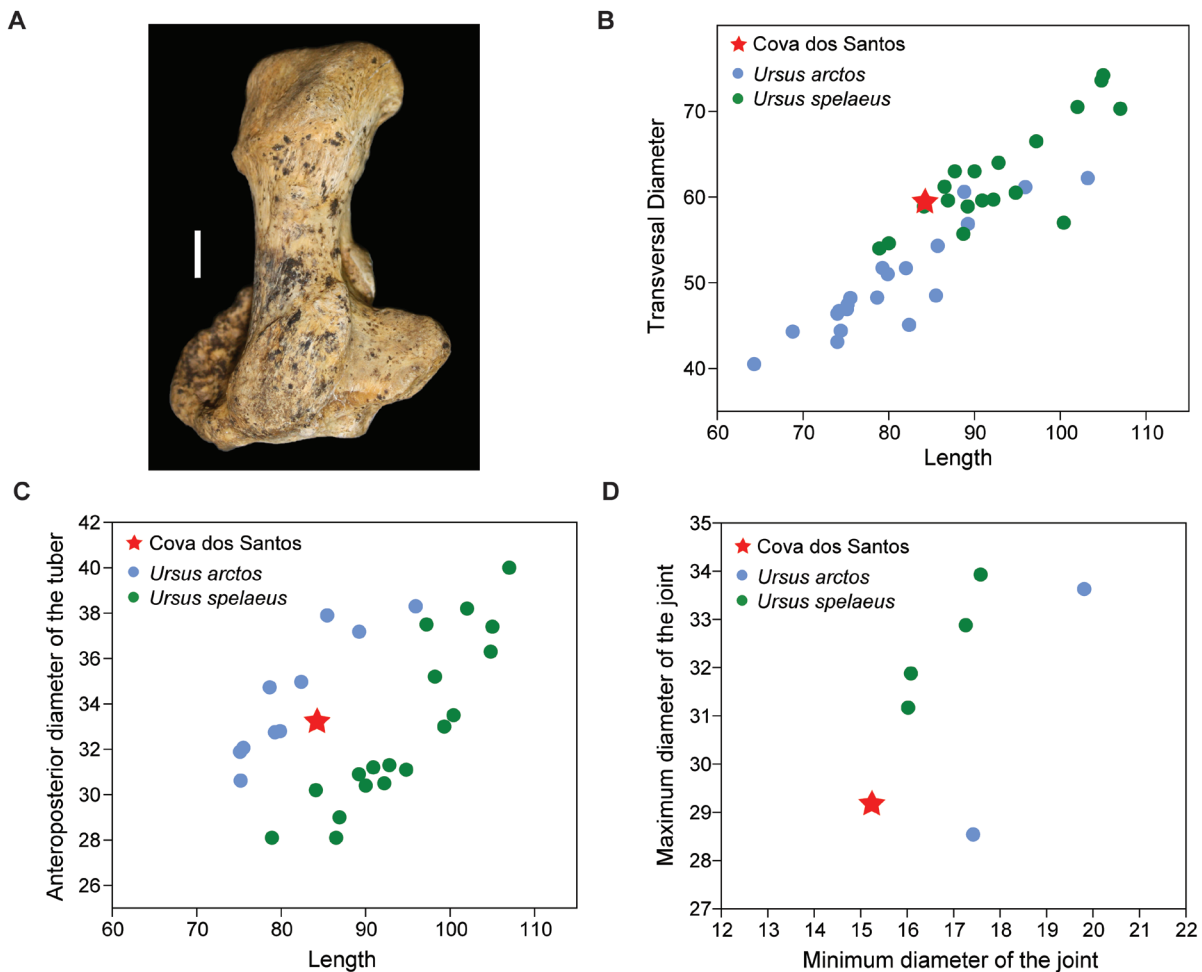 A
B
Cova dos Santos
Ursus arctos
Ursus spelaeus
Transversal Diameter
70
60
50
40
60 70 80 90 100 110
Length
C
Cova dos Santos
Ursus arctos
Ursus spelaeus
Anteroposterior diameter of the tuber
42
40
38
36
34
32
30
28
26
60 70 80 90 100 110
Length
D
Cova dos Santos
Ursus arctos
Ursus spelaeus
Maximum diameter of the joint
35
34
33
32
31
30
29
28
27
12 13 14 15 16 17 18 19 20 21 22
Minimum diameter of the joint